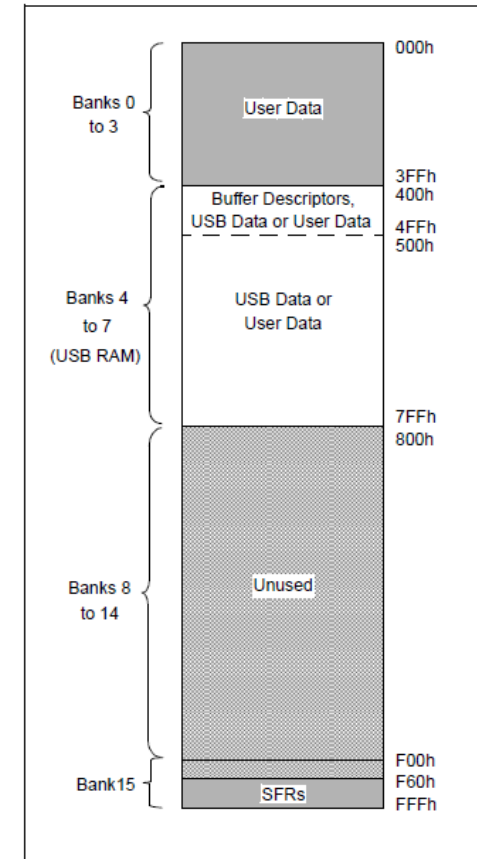 000h
Banks 0
to 3
User Data
3FFh
400h
Buffer Descriptors,
USB Data or User Data
4FFh
500h
Banks 4
to 7
(USB RAM)
USB Data or
User Data
7FFh
800h
Banks 8
to 14
Unused
F00h
Bank15
F60h
SFRs
FFFh